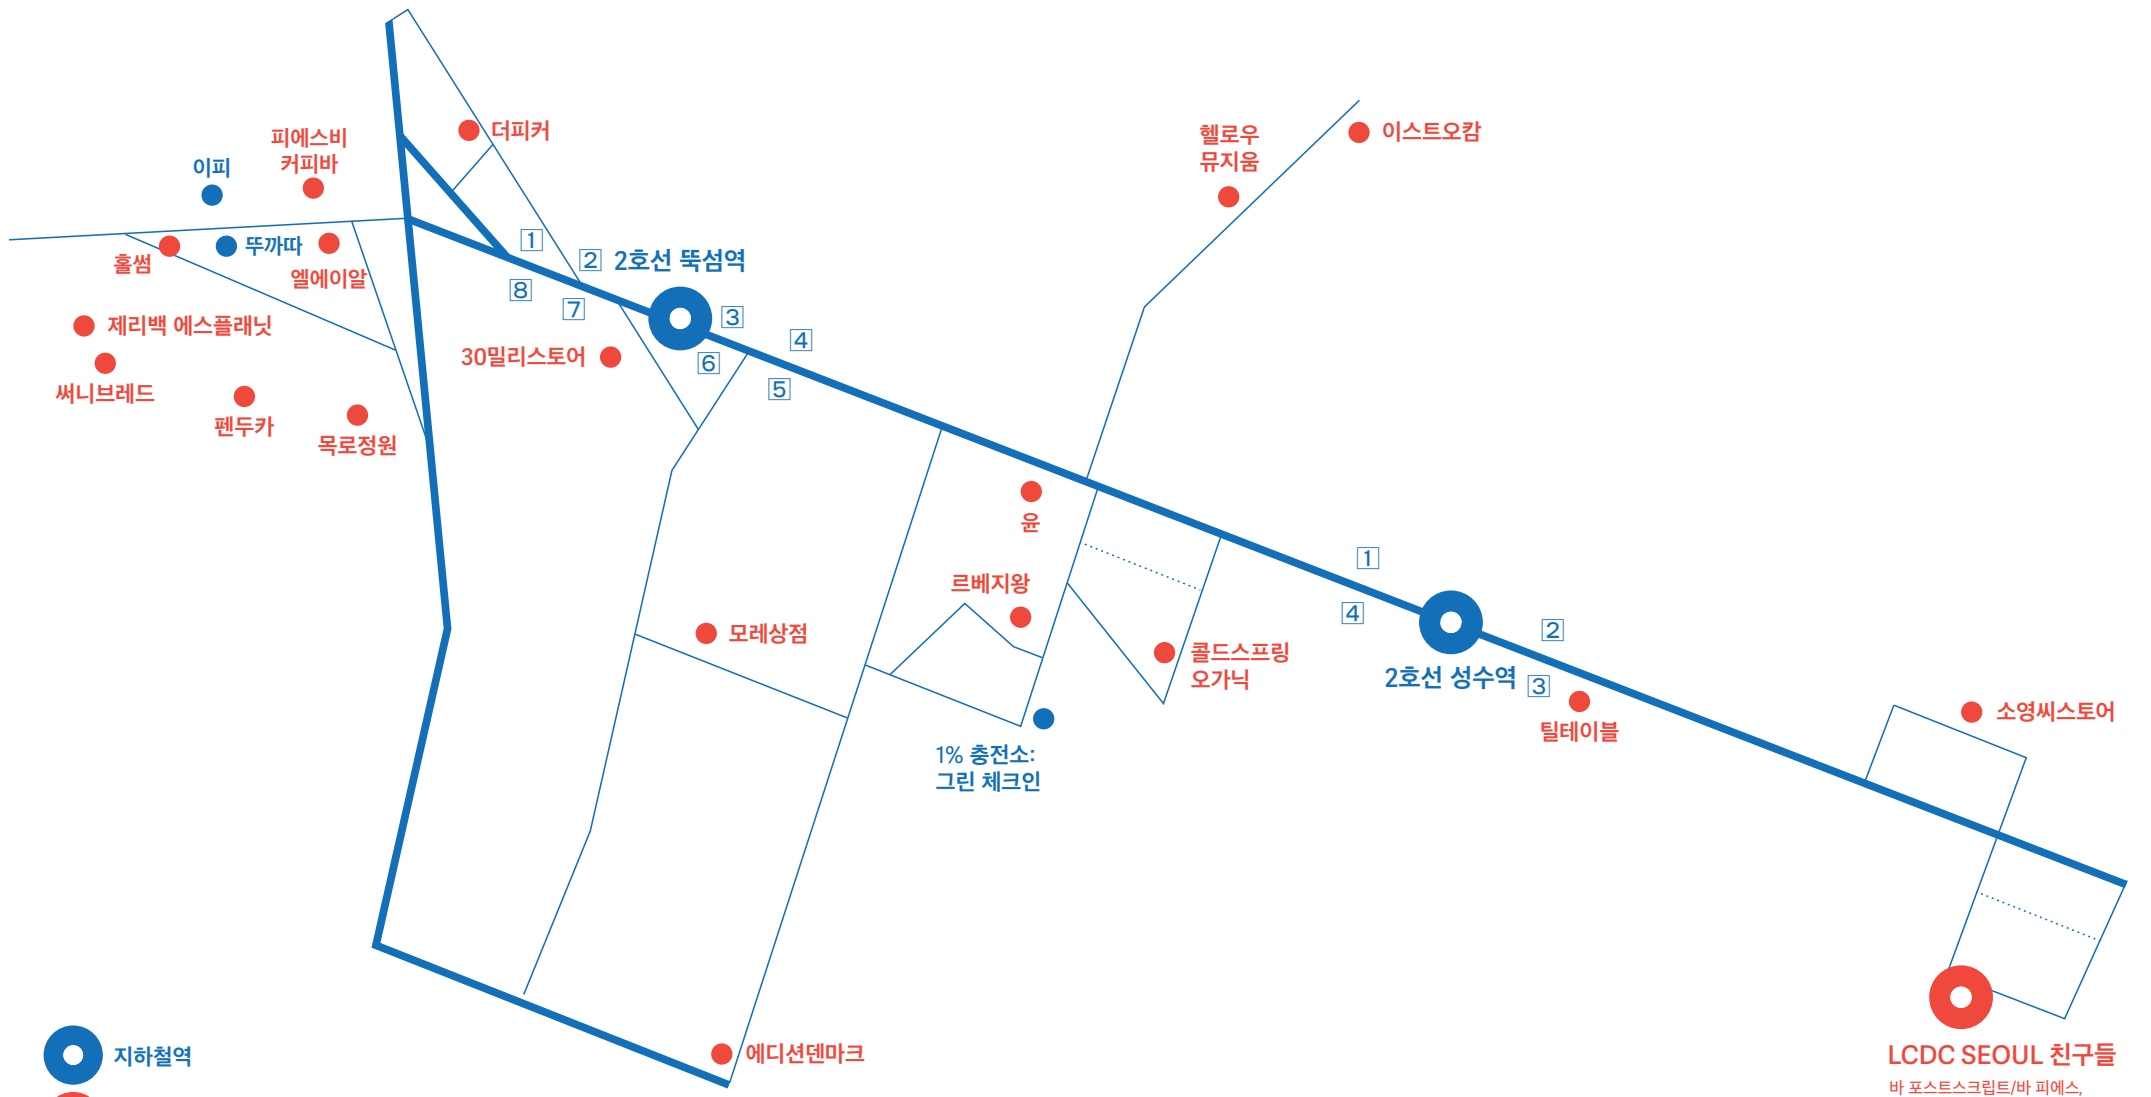 더피커
피에스비
커피바
이피
헬로우
뮤지움
이스트오캄
홀썸
뚜까따
엘에이알
1
2
2호선 뚝섬역
8
7
3
4
6
5
제리백 에스플래닛
30밀리스토어
써니브레드
펜두카
목로정원
윤
르베지왕
모레상점
콜드스프링
오가닉
1
4
2
2호선 성수역
3
틸테이블
소영씨스토어
1% 충전소:
그린 체크인
에디션덴마크
지하철역
LCDC SEOUL 친구들
바 포스트스크립트/바 피에스,